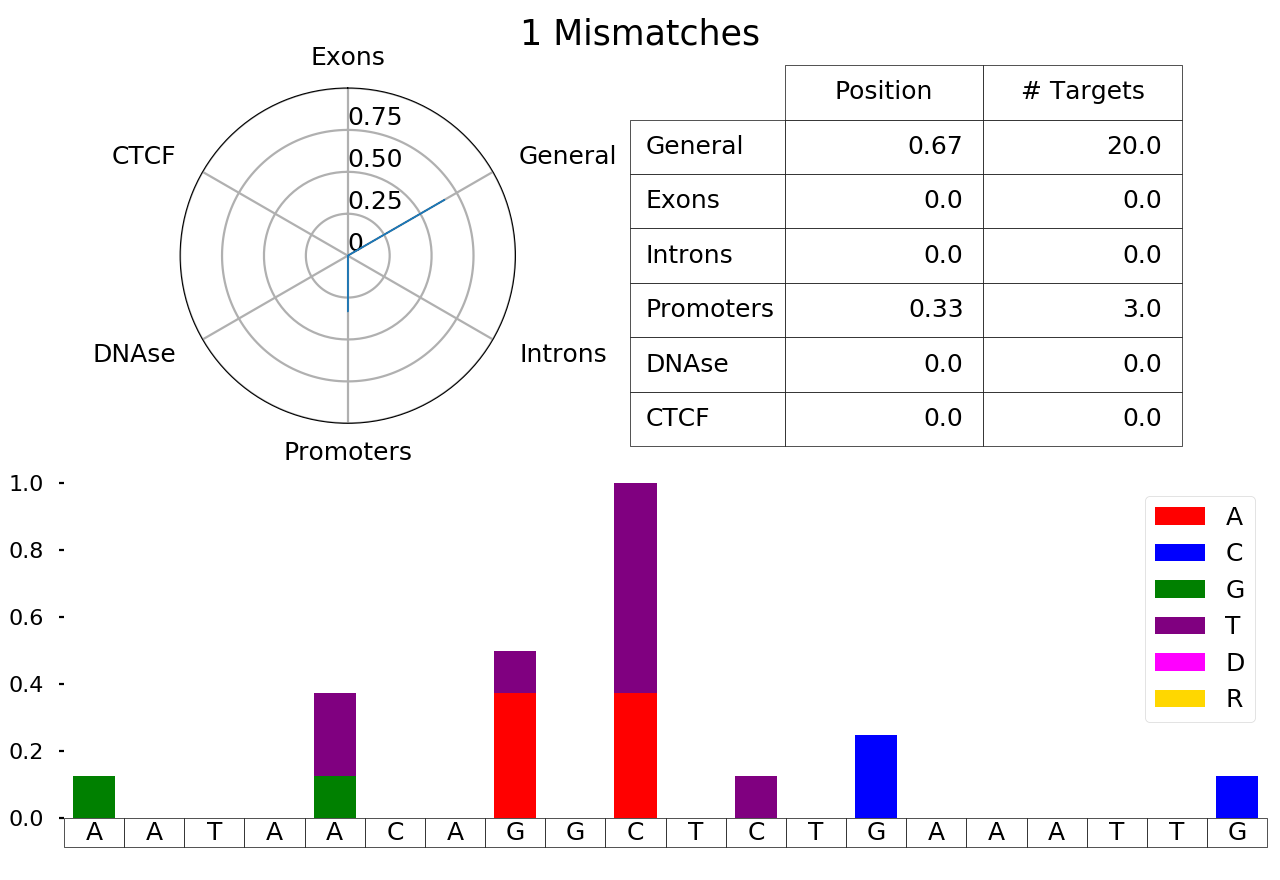 1 Mismatches
Exons
CTCF
General
DNAse
Introns
Promoters
0.75
0.50
0.25
0
Position # Targets
General 0.67 20.0
Exons 0.0 0.0
Introns 0.0 0.0
Promoters 0.33 3.0
DNAse 0.0 0.0
CTCF 0.0 0.0
1.0
0.8
0.6
0.4
0.2
0.0
A
C
G
T
D
R
A A T A A C A G G C T C T G A A A T T G